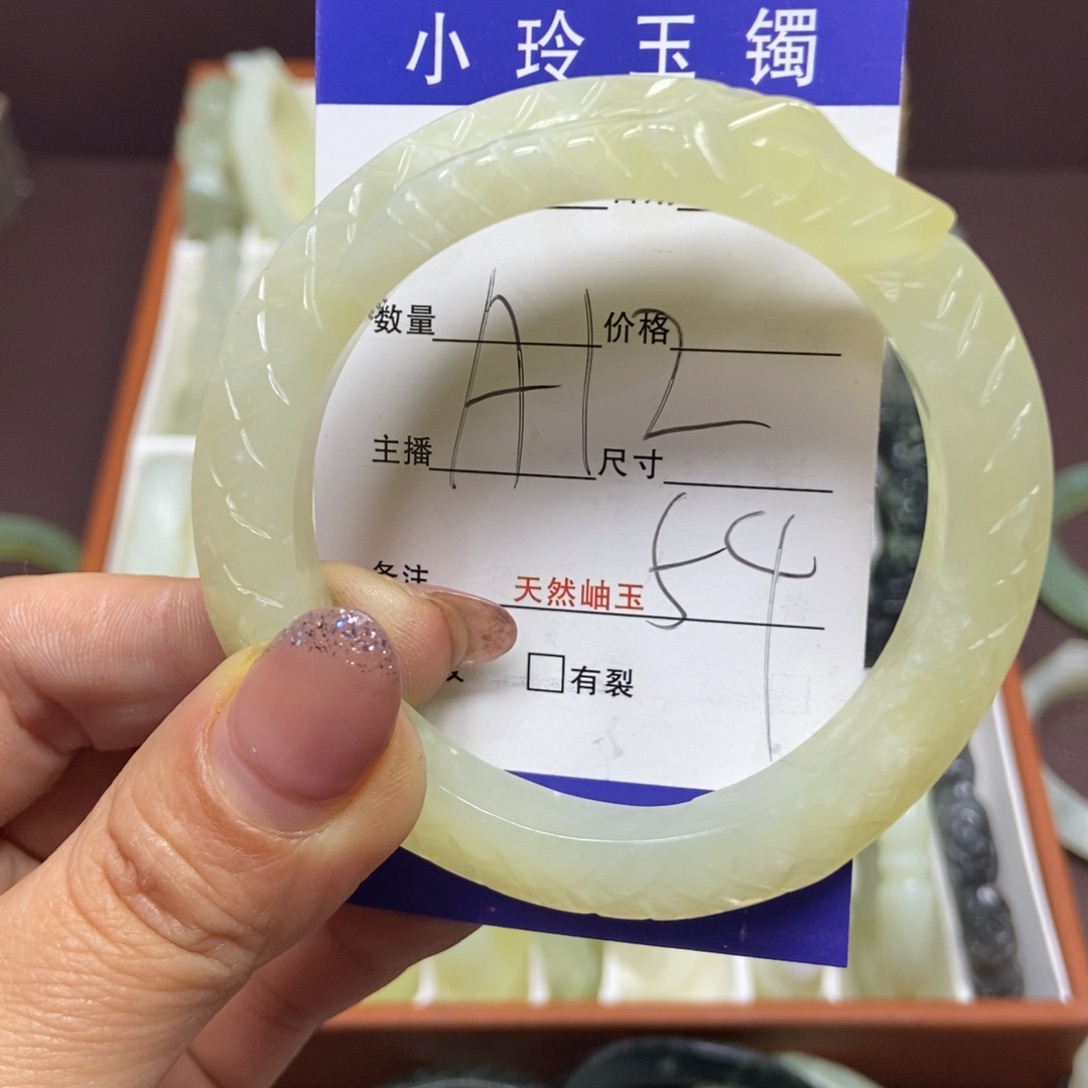 小玲玉镯
数量 价格
A12
主播 尺寸
54
备注 天然岫玉
□有裂